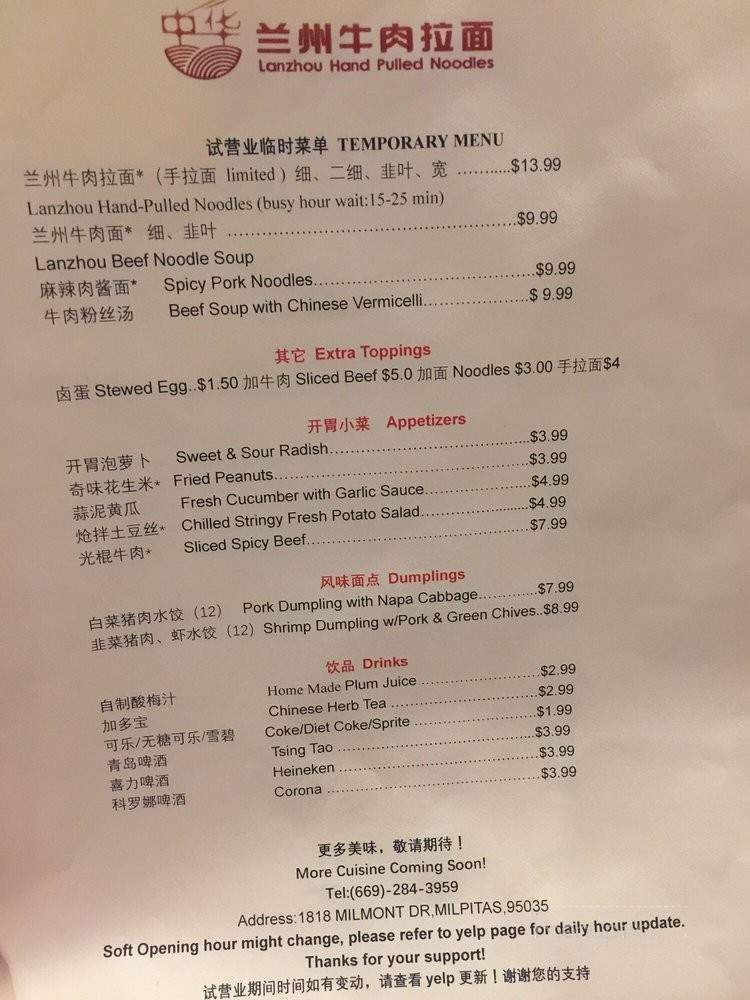 中华 兰州牛肉拉面
Lanzhou Hand Pulled Noodles
试营业临时菜单 TEMPORARY MENU
兰州牛肉拉面*（手拉面 limited ）细、二细、韭叶、宽 ............$13.99
Lanzhou Hand-Pulled Noodles (busy hour wait:15-25 min)
兰州牛肉面* 细、韭叶 ......................................................$9.99
Lanzhou Beef Noodle Soup
麻辣肉酱面* Spicy Pork Noodles..........................................$9.99
牛肉粉丝汤 Beef Soup with Chinese Vermicelli....................$ 9.99
其它 Extra Toppings
卤蛋 Stewed Egg..$1.50 加牛肉 Sliced Beef $5.0 加面 Noodles $3.00 手拉面$4
开胃小菜 Appetizers
开胃泡萝卜 Sweet & Sour Radish......................................$3.99
奇味花生米* Fried Peanuts................................................$3.99
蒜泥黄瓜 Fresh Cucumber with Garlic Sauce....................$4.99
炝拌土豆丝* Chilled Stringy Fresh Potato Salad.....................$4.99
光棍牛肉* Sliced Spicy Beef...........................................$7.99
风味面点 Dumplings
白菜猪肉水饺（12） Pork Dumpling with Napa Cabbage............$7.99
韭菜猪肉、虾水饺（12）Shrimp Dumpling w/Pork & Green Chives..$8.99
饮品 Drinks
自制酸梅汁 Home Made Plum Juice ......................$2.99
加多宝 Chinese Herb Tea ............................$2.99
可乐/无糖可乐/雪碧 Coke/Diet Coke/Sprite .......................$1.99
青岛啤酒 Tsing Tao .....................................$3.99
喜力啤酒 Heineken .....................................$3.99
科罗娜啤酒 Corona .......................................$3.99
更多美味，敬请期待！
More Cuisine Coming Soon!
Tel:(669)-284-3959
Address:1818 MILMONT DR,MILPITAS,95035
Soft Opening hour might change, please refer to yelp page for daily hour update.
Thanks for your support!
试营业期间时间如有变动，请查看 yelp 更新！谢谢您的支持